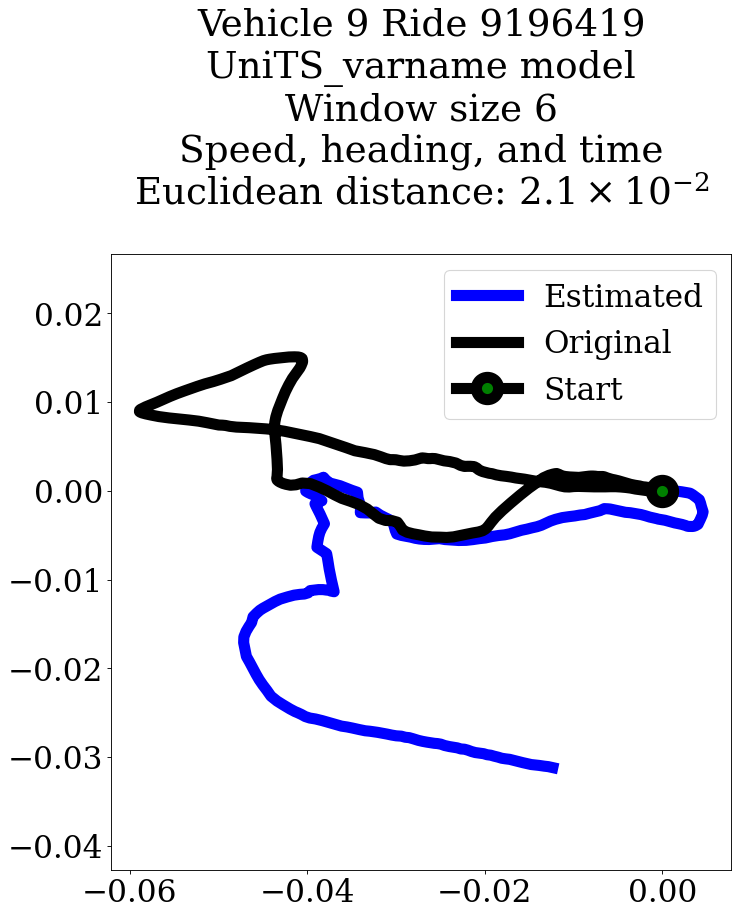 Vehicle 9 Ride 9196419
UniTS_varname model
Window size 6
Speed, heading, and time
Euclidean distance: 2.1 × 10⁻²
Estimated
Original
Start
0.02
0.01
0.00
−0.01
−0.02
−0.03
−0.04
−0.06
−0.04
−0.02
0.00